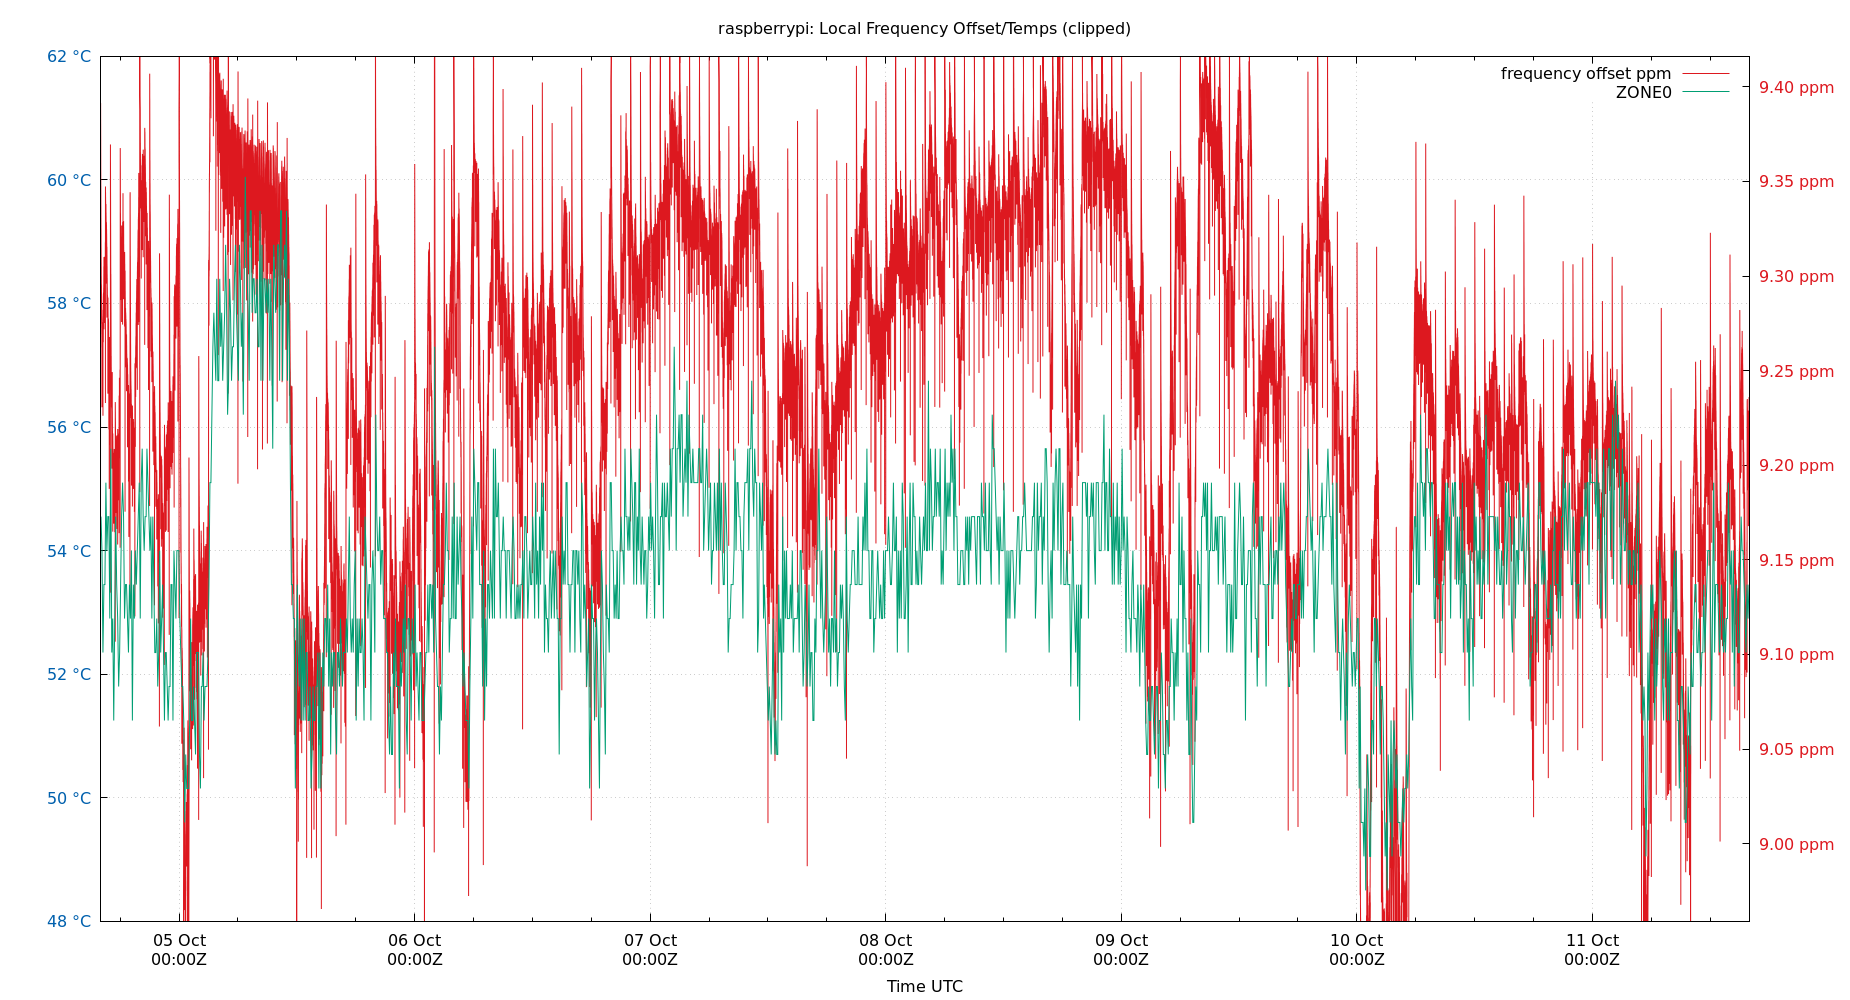 raspberrypi: Local Frequency Offset/Temps (clipped)
frequency offset ppm
ZONE0
62 °C
60 °C
58 °C
56 °C
54 °C
52 °C
50 °C
48 °C
9.40 ppm
9.35 ppm
9.30 ppm
9.25 ppm
9.20 ppm
9.15 ppm
9.10 ppm
9.05 ppm
9.00 ppm
05 Oct 06 Oct 07 Oct 08 Oct 09 Oct 10 Oct 11 Oct
00:00Z 00:00Z 00:00Z 00:00Z 00:00Z 00:00Z 00:00Z
Time UTC